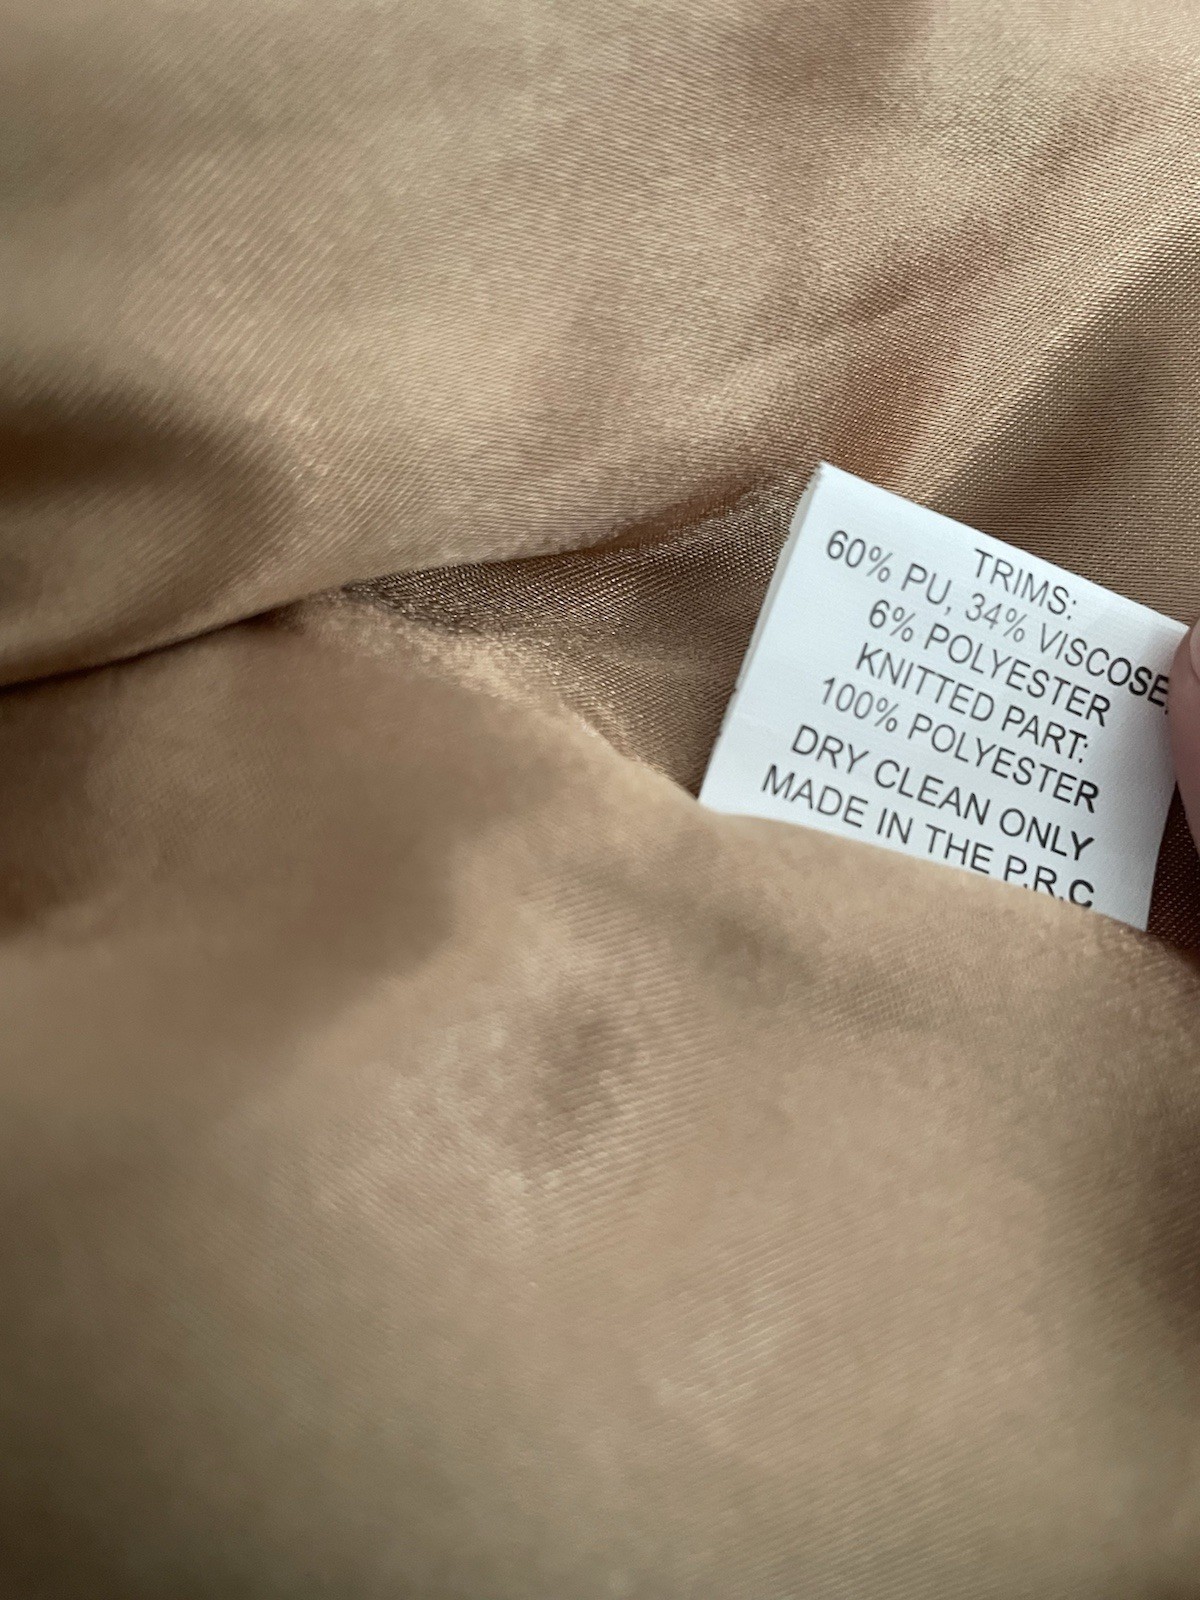 TRIMS:
60% PU, 34% VISCOSE,
6% POLYESTER
KNITTED PART:
100% POLYESTER
DRY CLEAN ONLY
MADE IN THE P.R.C